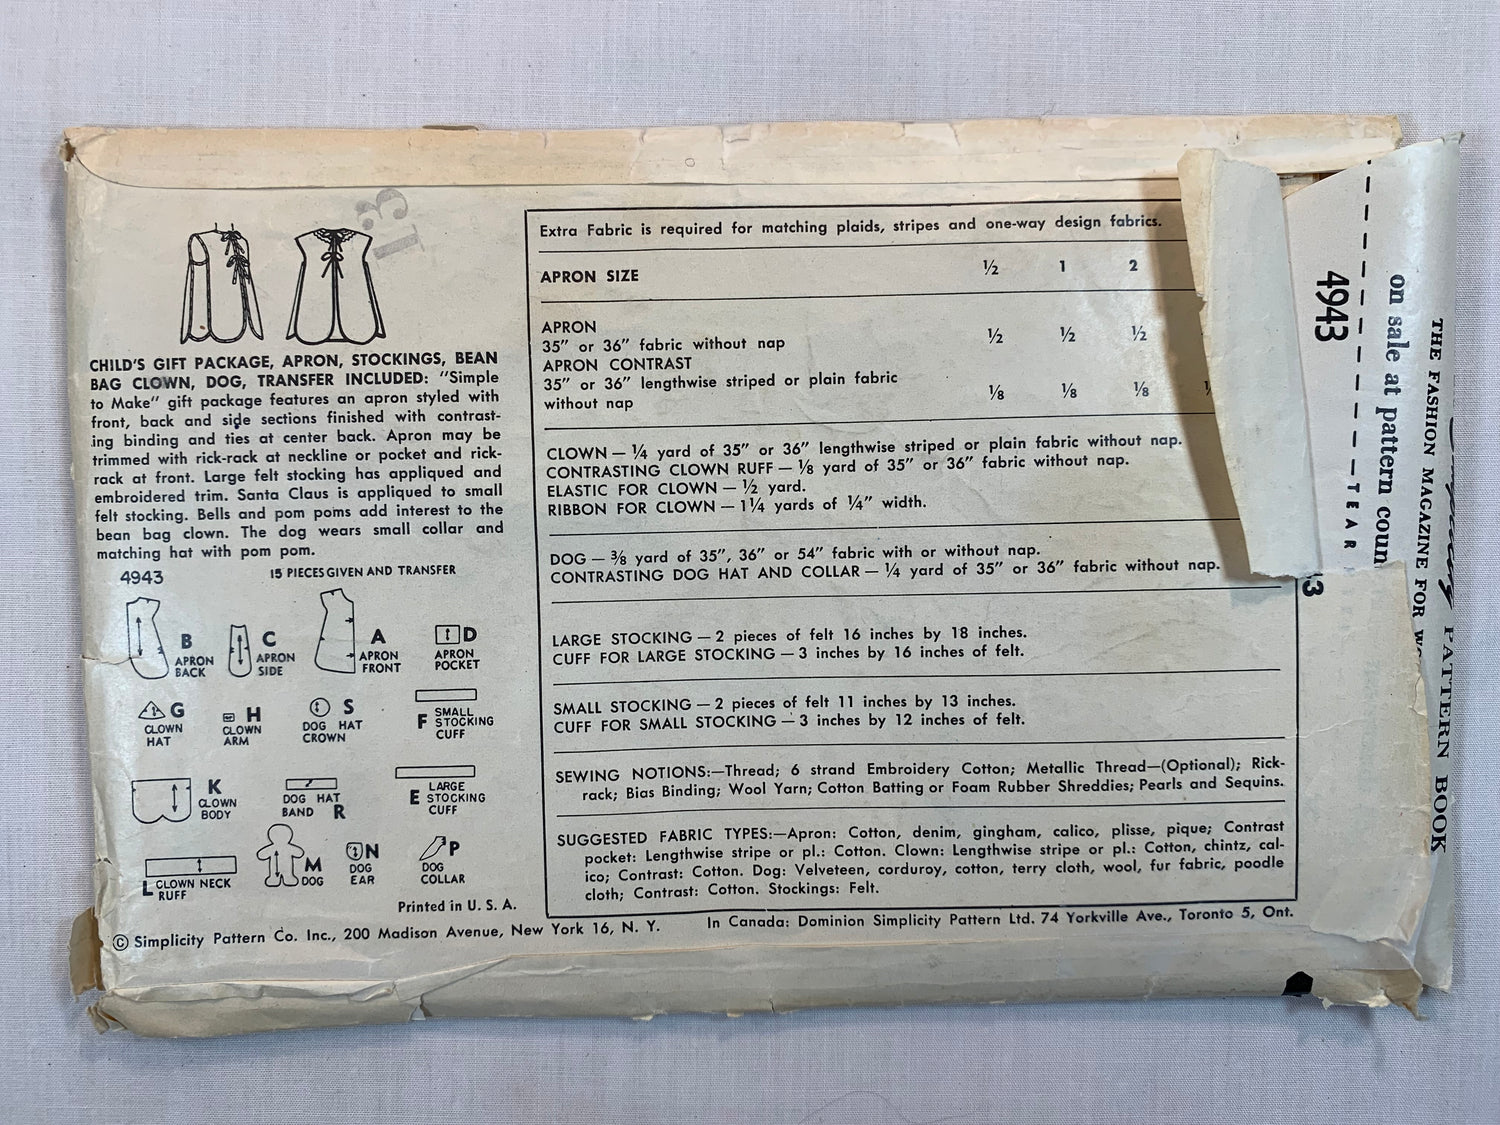 13
CHILD'S GIFT PACKAGE, APRON, STOCKINGS, BEAN
BAG CLOWN, DOG, TRANSFER INCLUDED: "Simple
to Make" gift package features an apron styled with
front, back and side sections finished with contrast-
ing binding and ties at center back. Apron may be
trimmed with rick-rack at neckline or pocket and rick-
rack at front. Large felt stocking has appliqued and
embroidered trim. Santa Claus is appliqued to small
felt stocking. Bells and pom poms add interest to the
bean bag clown. The dog wears small collar and
matching hat with pom pom.
4943
15 PIECES GIVEN AND TRANSFER
B
APRON
BACK
C
APRON
SIDE
A
APRON
FRONT
D
APRON
POCKET
G
CLOWN
HAT
H
CLOWN
ARM
S
DOG HAT
CROWN
F SMALL
STOCKING
CUFF
K
CLOWN
BODY
DOG HAT
BAND R
E LARGE
STOCKING
CUFF
L CLOWN NECK
RUFF
M
DOG
N
DOG
EAR
P
DOG
COLLAR
Printed in U. S. A.
© Simplicity Pattern Co. Inc., 200 Madison Avenue, New York 16, N. Y.
Extra Fabric is required for matching plaids, stripes and one-way design fabrics.
APRON SIZE ½ 1 2
APRON
35" or 36" fabric without nap ½ ½ ½
APRON CONTRAST
35" or 36" lengthwise striped or plain fabric
without nap ⅛ ⅛ ⅛
CLOWN — ¼ yard of 35" or 36" lengthwise striped or plain fabric without nap.
CONTRASTING CLOWN RUFF — ⅛ yard of 35" or 36" fabric without nap.
ELASTIC FOR CLOWN — ½ yard.
RIBBON FOR CLOWN — 1¼ yards of ¼" width.
DOG — ⅜ yard of 35", 36" or 54" fabric with or without nap.
CONTRASTING DOG HAT AND COLLAR — ¼ yard of 35" or 36" fabric without nap.
LARGE STOCKING — 2 pieces of felt 16 inches by 18 inches.
CUFF FOR LARGE STOCKING — 3 inches by 16 inches of felt.
SMALL STOCKING — 2 pieces of felt 11 inches by 13 inches.
CUFF FOR SMALL STOCKING — 3 inches by 12 inches of felt.
SEWING NOTIONS:—Thread; 6 strand Embroidery Cotton; Metallic Thread—(Optional); Rick-
rack; Bias Binding; Wool Yarn; Cotton Batting or Foam Rubber Shreddies; Pearls and Sequins.
SUGGESTED FABRIC TYPES:—Apron: Cotton, denim, gingham, calico, plisse, pique; Contrast
pocket: Lengthwise stripe or pl.: Cotton. Clown: Lengthwise stripe or pl.: Cotton, chintz, cal-
ico; Contrast: Cotton. Dog: Velveteen, corduroy, cotton, terry cloth, wool, fur fabric, poodle
cloth; Contrast: Cotton. Stockings: Felt.
In Canada: Dominion Simplicity Pattern Ltd. 74 Yorkville Ave., Toronto 5, Ont.
4943
TEAR
on sale at pattern coun
THE FASHION MAGAZINE FOR
PATTERN BOOK